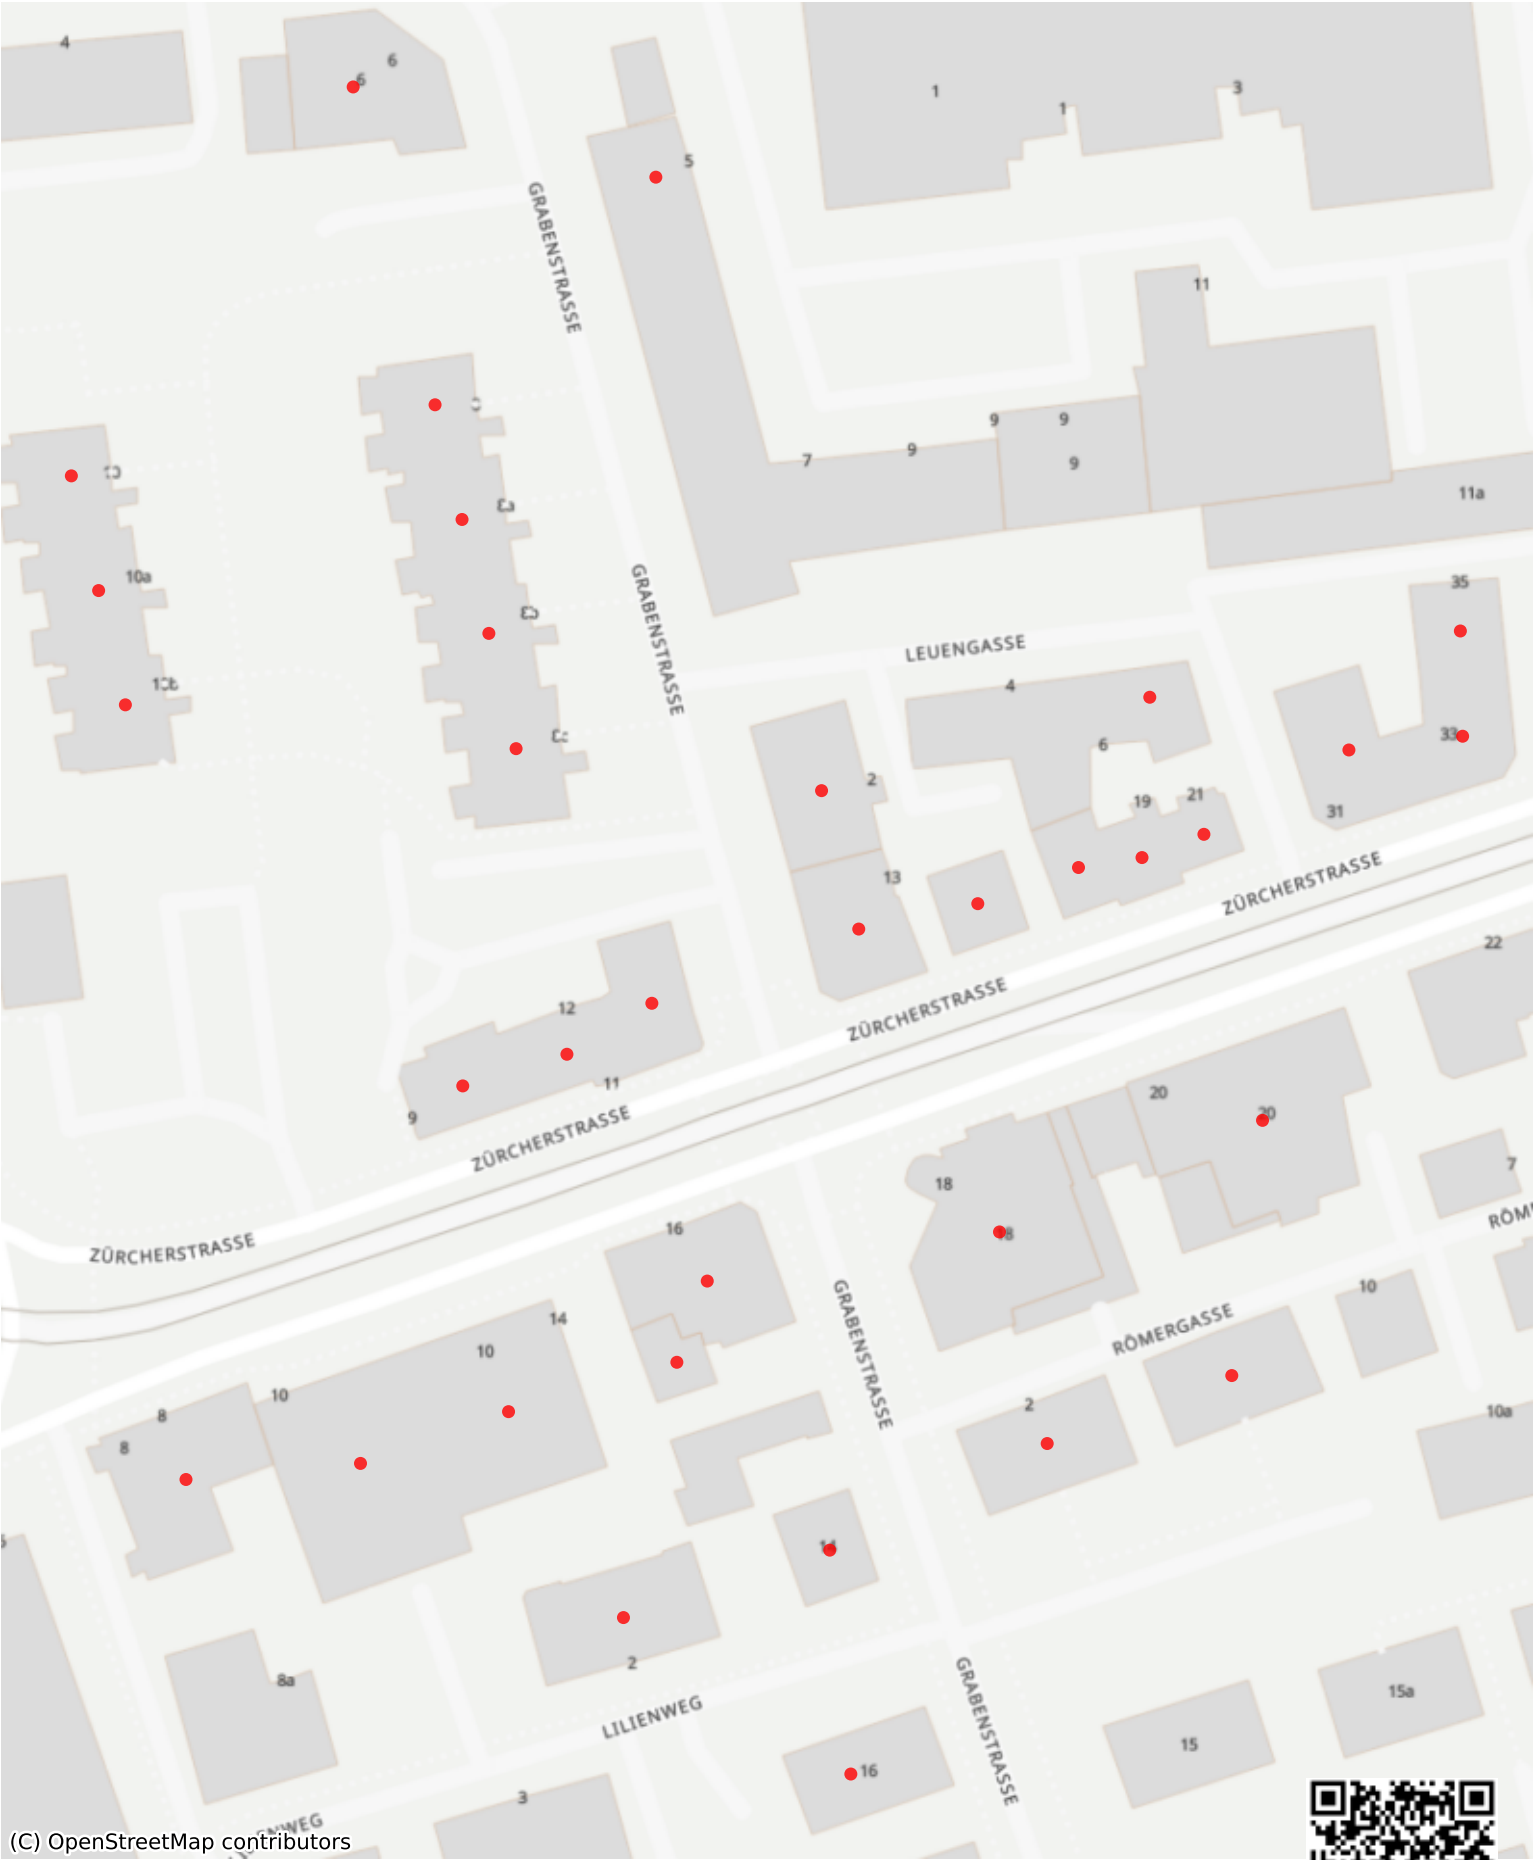 4
6
6
1
1
3
5
GRABENSTRASSE
11
9
9
7
9
9
11a
10a
GRABENSTRASSE
35
LEUENGASSE
4
6
33
2
19
21
31
13
ZÜRCHERSTRASSE
22
12
ZÜRCHERSTRASSE
11
9
20
20
ZÜRCHERSTRASSE
18
18
7
16
ZÜRCHERSTRASSE
10
14
GRABENSTRASSE
RÖMERGASSE
10
10
8
8
2
10a
14
2
8a
LILIENWEG
GRABENSTRASSE
15a
15
16
3
(C) OpenStreetMap contributors